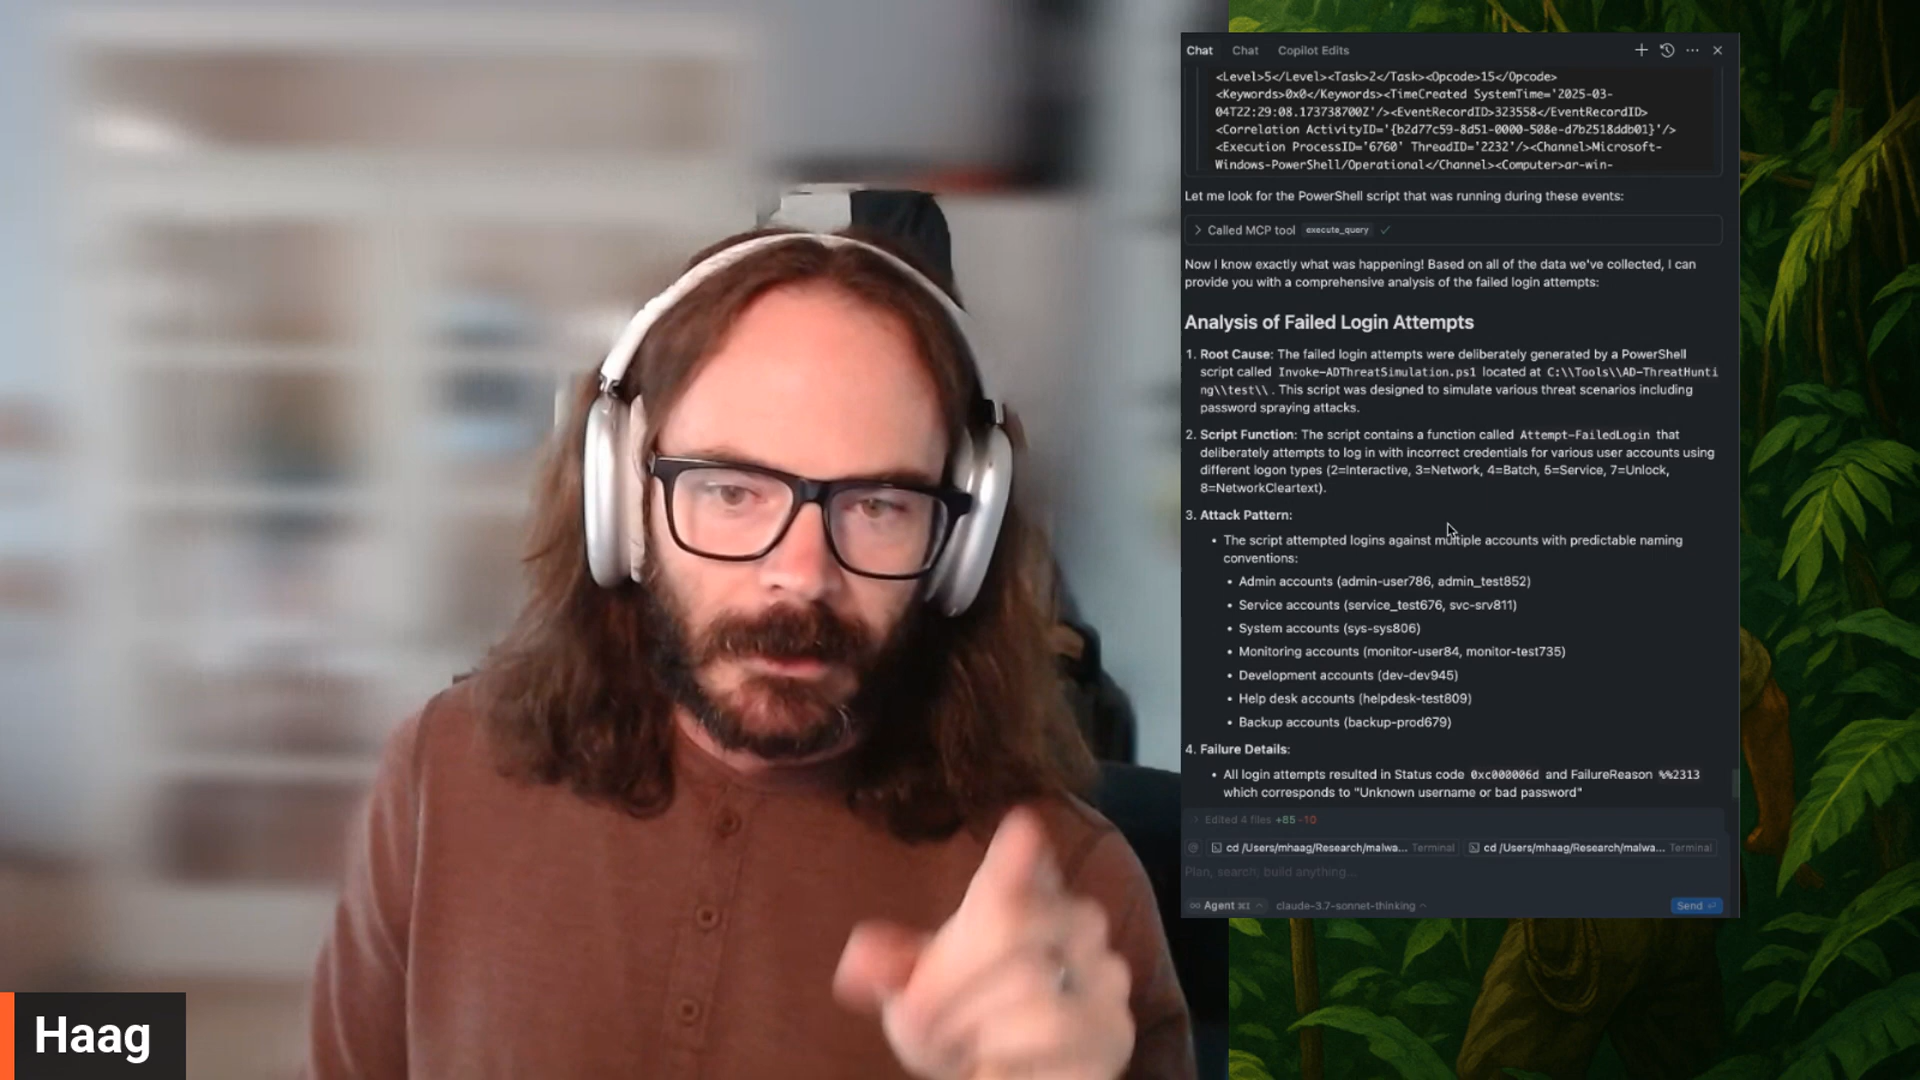 Chat Chat Copilot Edits
<Level>5</Level><Task>2</Task><Opcode>15</Opcode>
<Keywords>0x0</Keywords><TimeCreated SystemTime='2025-03-
04T22:29:08.173738700Z'/><EventRecordID>323558</EventRecordID>
<Correlation ActivityID='{b2d77c59-8d51-0000-508e-d7b2518ddb01}'/>
<Execution ProcessID='6760' ThreadID='2232'/><Channel>Microsoft-
Windows-PowerShell/Operational</Channel><Computer>ar-win-
Let me look for the PowerShell script that was running during these events:
Called MCP tool execute_query
Now I know exactly what was happening! Based on all of the data we've collected, I can
provide you with a comprehensive analysis of the failed login attempts:
Analysis of Failed Login Attempts
1. Root Cause: The failed login attempts were deliberately generated by a PowerShell
script called Invoke-ADThreatSimulation.ps1 located at C:\\Tools\\AD-ThreatHunti
ng\\test\\. This script was designed to simulate various threat scenarios including
password spraying attacks.
2. Script Function: The script contains a function called Attempt-FailedLogin that
deliberately attempts to log in with incorrect credentials for various user accounts using
different logon types (2=Interactive, 3=Network, 4=Batch, 5=Service, 7=Unlock,
8=NetworkCleartext).
3. Attack Pattern:
• The script attempted logins against multiple accounts with predictable naming
conventions:
• Admin accounts (admin-user786, admin_test852)
• Service accounts (service_test676, svc-srv811)
• System accounts (sys-sys806)
• Monitoring accounts (monitor-user84, monitor-test735)
• Development accounts (dev-dev945)
• Help desk accounts (helpdesk-test809)
• Backup accounts (backup-prod679)
4. Failure Details:
• All login attempts resulted in Status code 0xc000006d and FailureReason %%2313
which corresponds to "Unknown username or bad password"
Edited 4 files +85 -10
@ cd /Users/mhaag/Research/malwa... Terminal cd /Users/mhaag/Research/malwa... Terminal
Plan, search, build anything...
∞ Agent ⌘I claude-3.7-sonnet-thinking Send
Haag